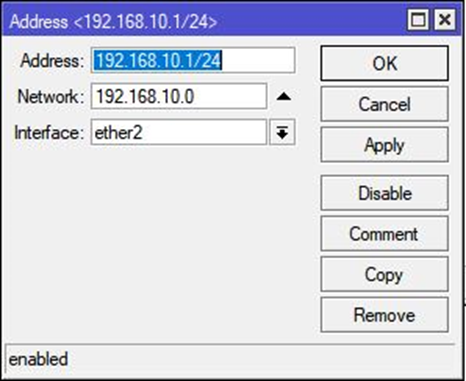 Address <192.168.10.1/24>
Address: 192.168.10.1/24
OK
Network: 192.168.10.0
Cancel
Interface: ether2
Apply
Disable
Comment
Copy
Remove
enabled